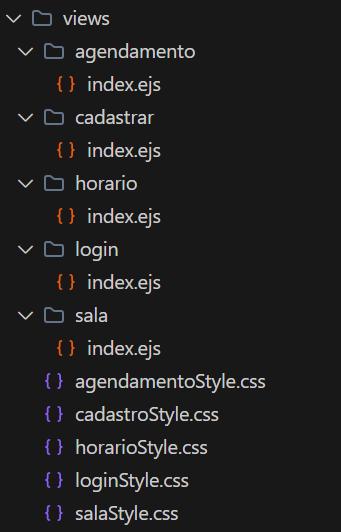 views
agendamento
{ } index.ejs
cadastrar
{ } index.ejs
horario
{ } index.ejs
login
{ } index.ejs
sala
{ } index.ejs
{ } agendamentoStyle.css
{ } cadastroStyle.css
{ } horarioStyle.css
{ } loginStyle.css
{ } salaStyle.css